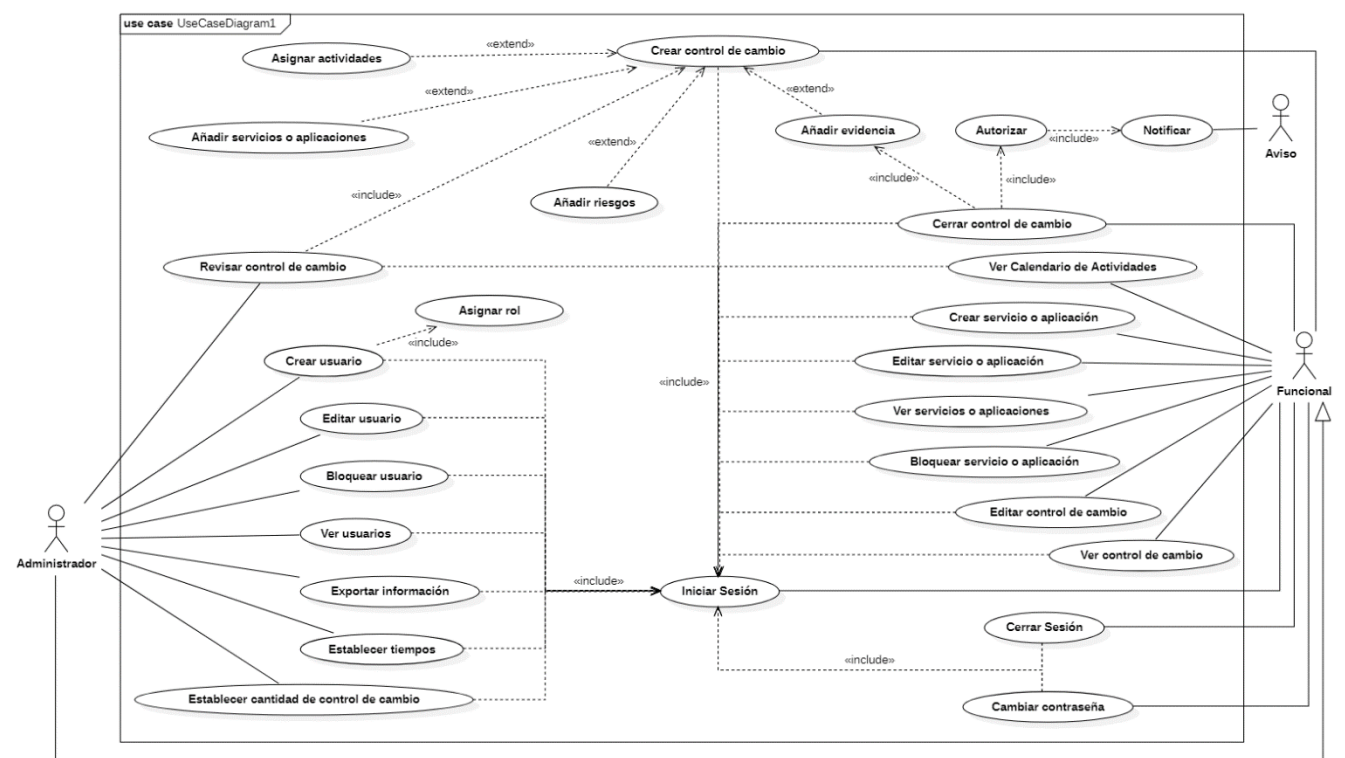 use case UseCaseDiagram1
Asignar actividades
«extend»
Crear control de cambio
«extend»
«extend»
Añadir servicios o aplicaciones
Añadir evidencia
Autorizar
«include»
Notificar
Aviso
«extend»
«include»
«include»
«include»
Añadir riesgos
Cerrar control de cambio
Revisar control de cambio
Ver Calendario de Actividades
Asignar rol
Crear servicio o aplicación
«include»
Crear usuario
Editar servicio o aplicación
«include»
Funcional
Editar usuario
Ver servicios o aplicaciones
Bloquear usuario
Bloquear servicio o aplicación
Editar control de cambio
Ver usuarios
Administrador
Ver control de cambio
Exportar información
«include»
Iniciar Sesión
Cerrar Sesión
Establecer tiempos
«include»
Establecer cantidad de control de cambio
Cambiar contraseña